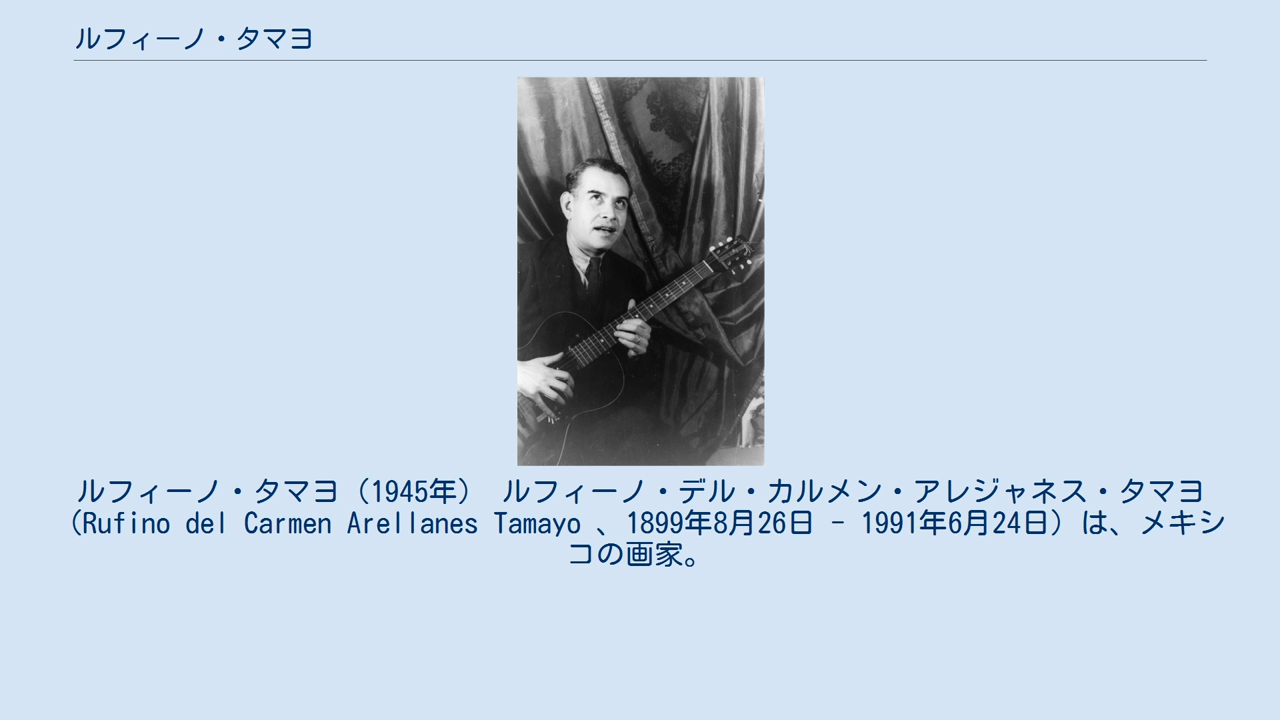 ルフィーノ・タマヨ
ルフィーノ・タマヨ（1945年） ルフィーノ・デル・カルメン・アレジャネス・タマヨ
(Rufino del Carmen Arellanes Tamayo 、1899年8月26日 - 1991年6月24日）は、メキシ
コの画家。